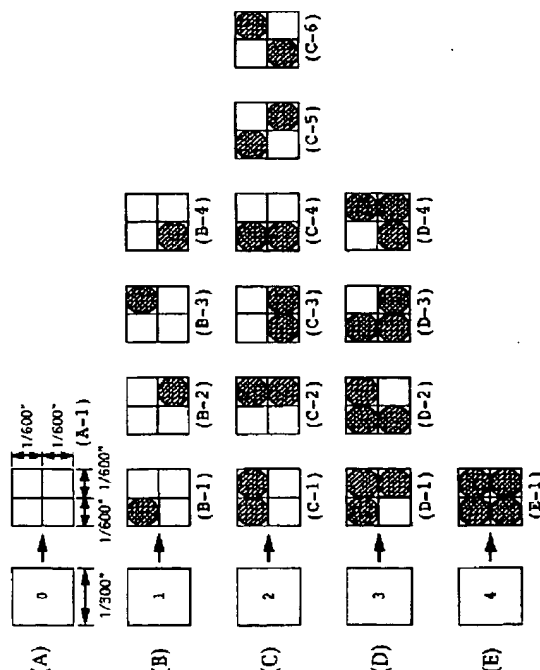 (A)
0
1/300"
1/600" 1/600"
1/600" 1/600"
(A-1)
(B)
1
(B-1) (B-2) (B-3) (B-4)
(C)
2
(C-1) (C-2) (C-3) (C-4) (C-5) (C-6)
(D)
3
(D-1) (D-2) (D-3) (D-4)
(E)
4
(E-1)